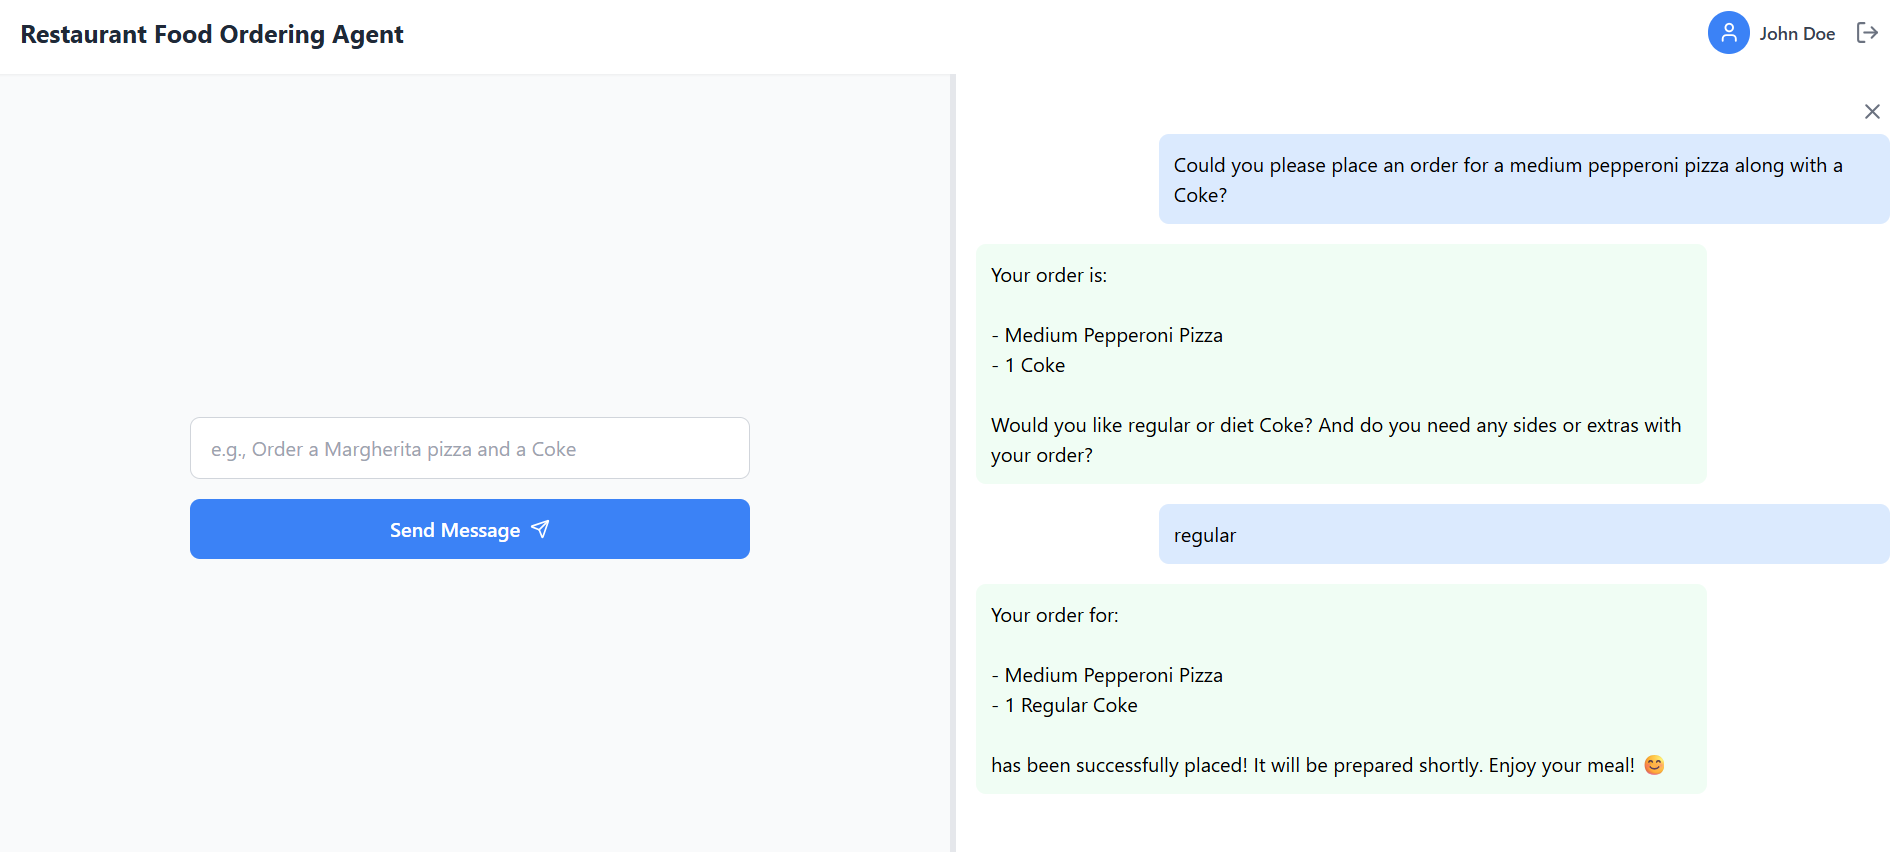 Restaurant Food Ordering Agent
John Doe
e.g., Order a Margherita pizza and a Coke
Send Message
Could you please place an order for a medium pepperoni pizza along with a
Coke?
Your order is:
- Medium Pepperoni Pizza
- 1 Coke
Would you like regular or diet Coke? And do you need any sides or extras with
your order?
regular
Your order for:
- Medium Pepperoni Pizza
- 1 Regular Coke
has been successfully placed! It will be prepared shortly. Enjoy your meal! 😊